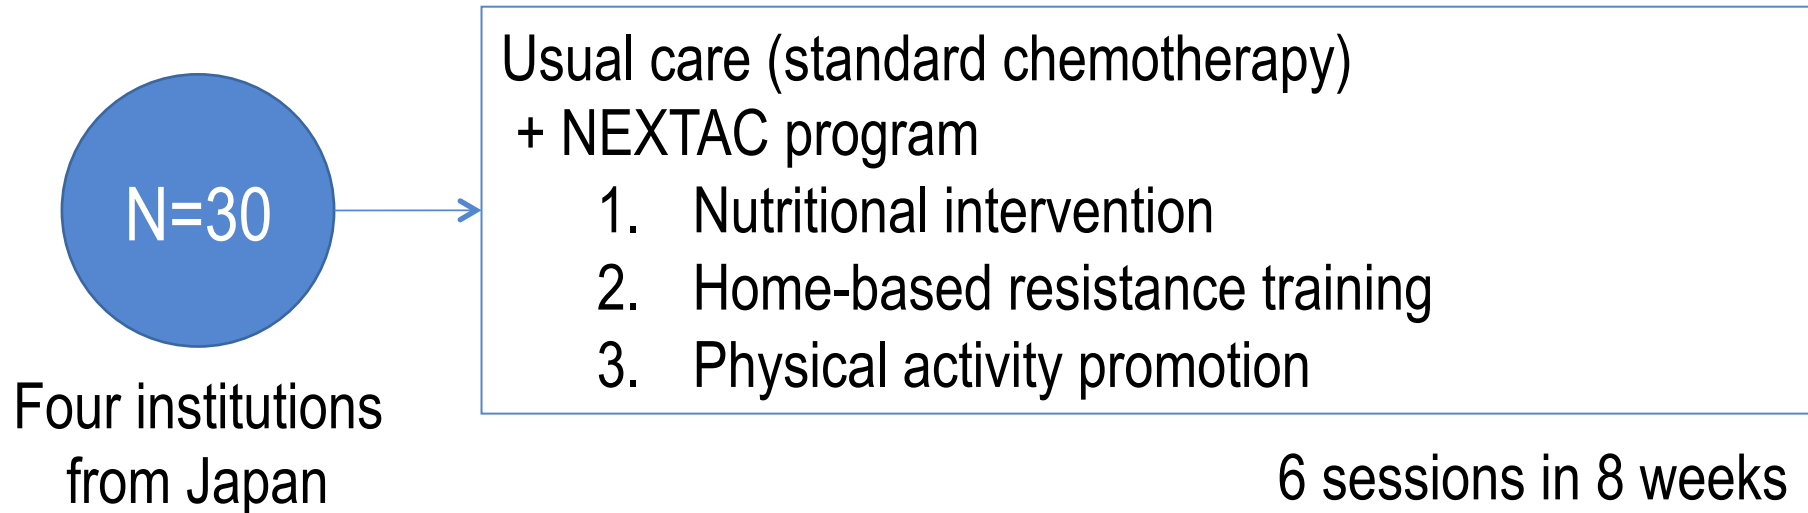 N=30
Four institutions
from Japan
Usual care (standard chemotherapy)
+ NEXTAC program
1. Nutritional intervention
2. Home-based resistance training
3. Physical activity promotion
6 sessions in 8 weeks